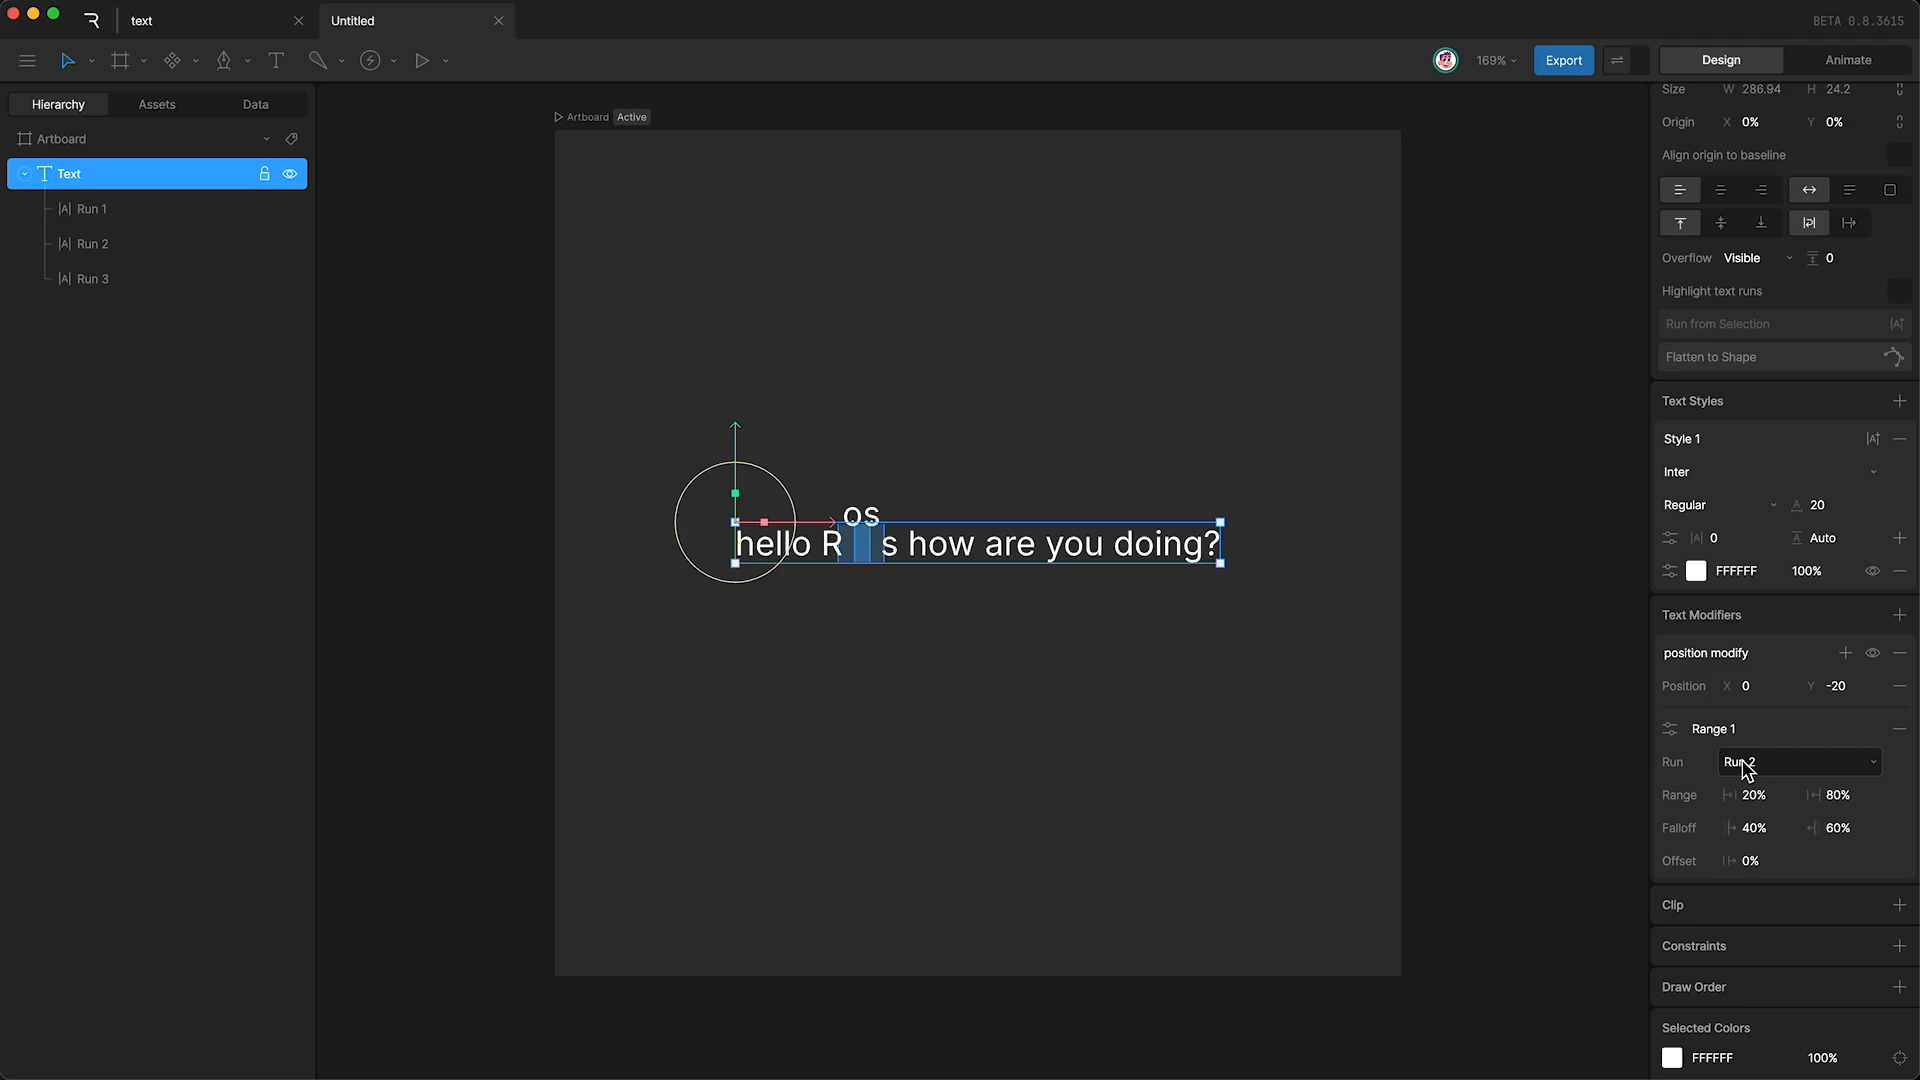 text
Untitled
BETA 0.8.3615
169%
Export
Design
Animate
Hierarchy
Assets
Data
Artboard
Text
Run 1
Run 2
Run 3
Artboard
Active
os
hello R s how are you doing?
Size W 286.94 H 24.2
Origin X 0% Y 0%
Align origin to baseline
Overflow Visible 0
Highlight text runs
Run from Selection
Flatten to Shape
Text Styles
Style 1
Inter
Regular 20
0 Auto
FFFFFF 100%
Text Modifiers
position modify
Position X 0 Y -20
Range 1
Run Run 2
Range 20% 80%
Falloff 40% 60%
Offset 0%
Clip
Constraints
Draw Order
Selected Colors
FFFFFF 100%